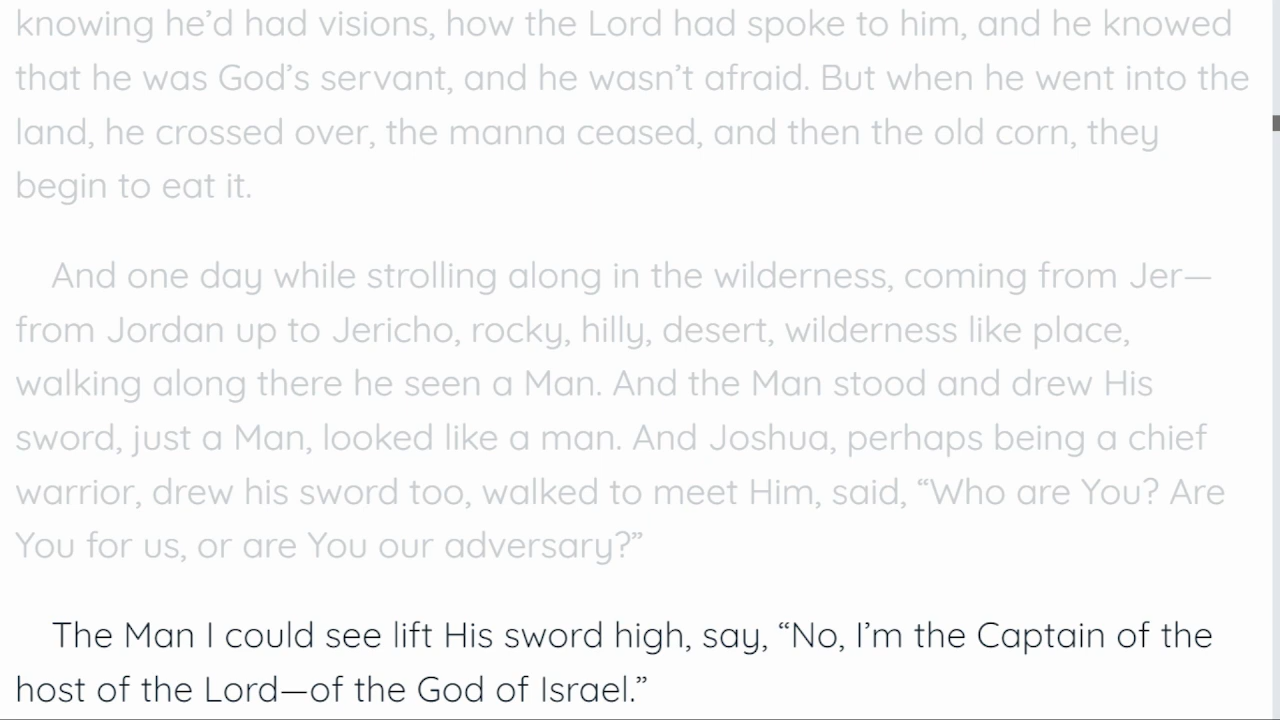 knowing he’d had visions, how the Lord had spoke to him, and he knowed
that he was God’s servant, and he wasn’t afraid. But when he went into the
land, he crossed over, the manna ceased, and then the old corn, they
begin to eat it.
And one day while strolling along in the wilderness, coming from Jer—
from Jordan up to Jericho, rocky, hilly, desert, wilderness like place,
walking along there he seen a Man. And the Man stood and drew His
sword, just a Man, looked like a man. And Joshua, perhaps being a chief
warrior, drew his sword too, walked to meet Him, said, “Who are You? Are
You for us, or are You our adversary?”
The Man I could see lift His sword high, say, “No, I’m the Captain of the
host of the Lord—of the God of Israel.”